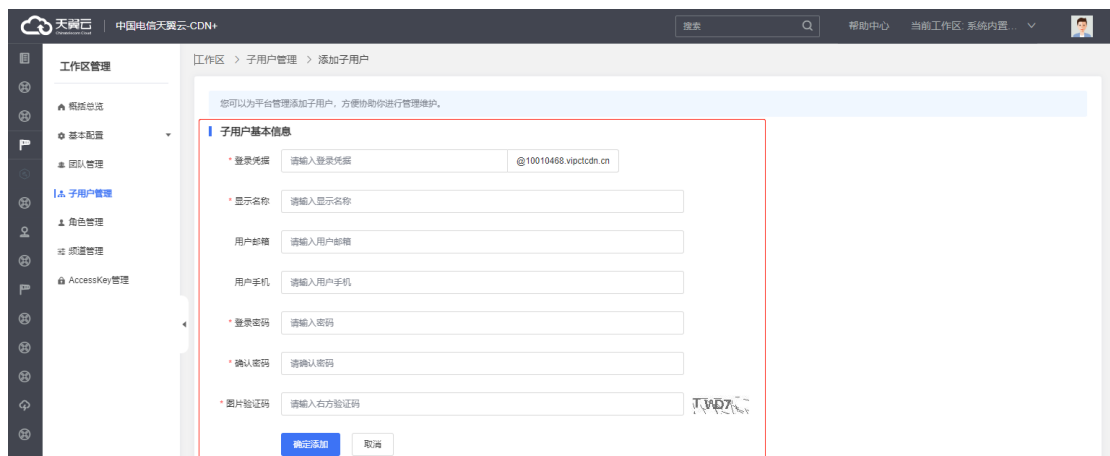 天翼云 中国电信天翼云-CDN+ 搜索 帮助中心 当前工作区: 系统内置...
工作区管理
概括总览
基本配置
团队管理
子用户管理
角色管理
频道管理
AccessKey管理
工作区 > 子用户管理 > 添加子用户
您可以为平台管理添加子用户，方便协助你进行管理维护。
子用户基本信息
* 登录凭据 请输入登录凭据 @10010468.vipctcdn.cn
* 显示名称 请输入显示名称
用户邮箱 请输入用户邮箱
用户手机 请输入用户手机
* 登录密码 请输入密码
* 确认密码 请确认密码
* 图片验证码 请输入右方验证码
确定添加 取消